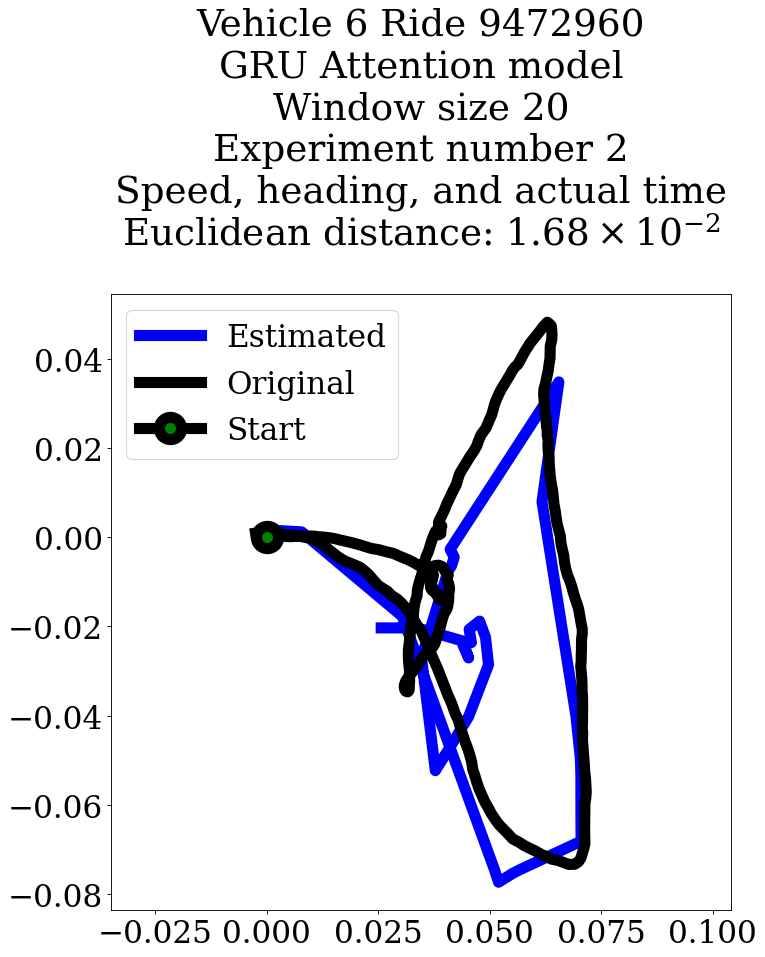 Vehicle 6 Ride 9472960
GRU Attention model
Window size 20
Experiment number 2
Speed, heading, and actual time
Euclidean distance: 1.68 × 10⁻²
Estimated
Original
Start
0.04
0.02
0.00
−0.02
−0.04
−0.06
−0.08
−0.025 0.000 0.025 0.050 0.075 0.100